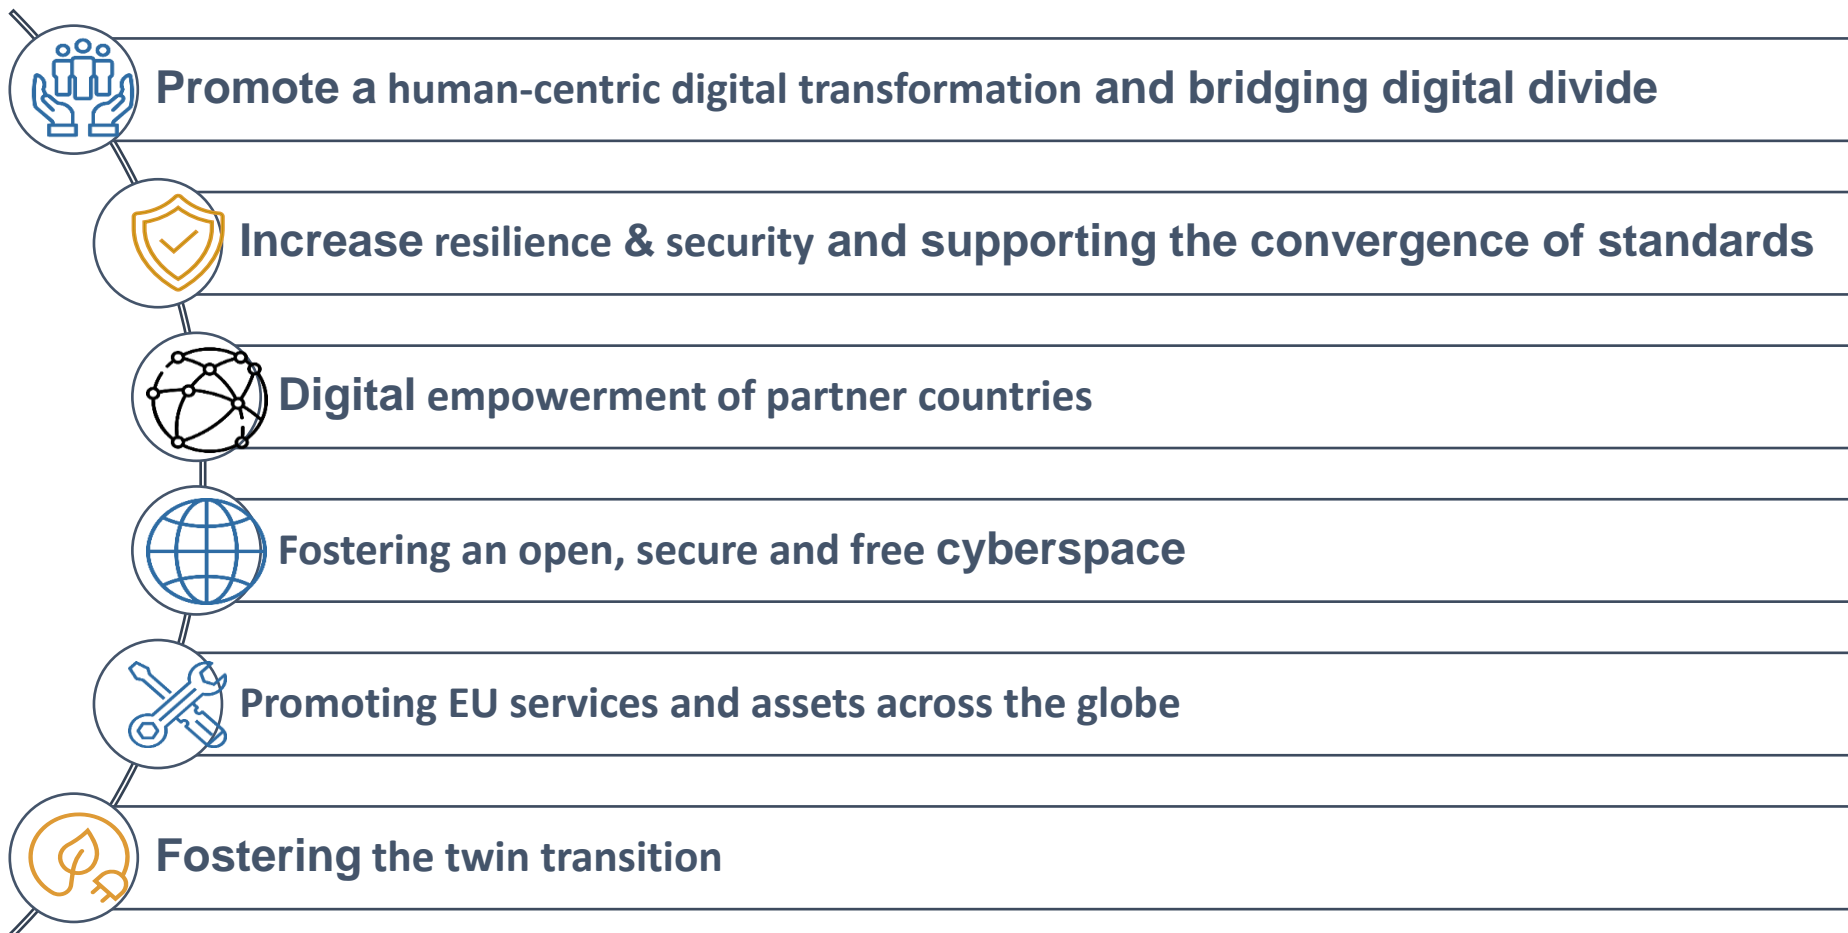 Promote a human-centric digital transformation and bridging digital divide
Increase resilience & security and supporting the convergence of standards
Digital empowerment of partner countries
Fostering an open, secure and free cyberspace
Promoting EU services and assets across the globe
Fostering the twin transition